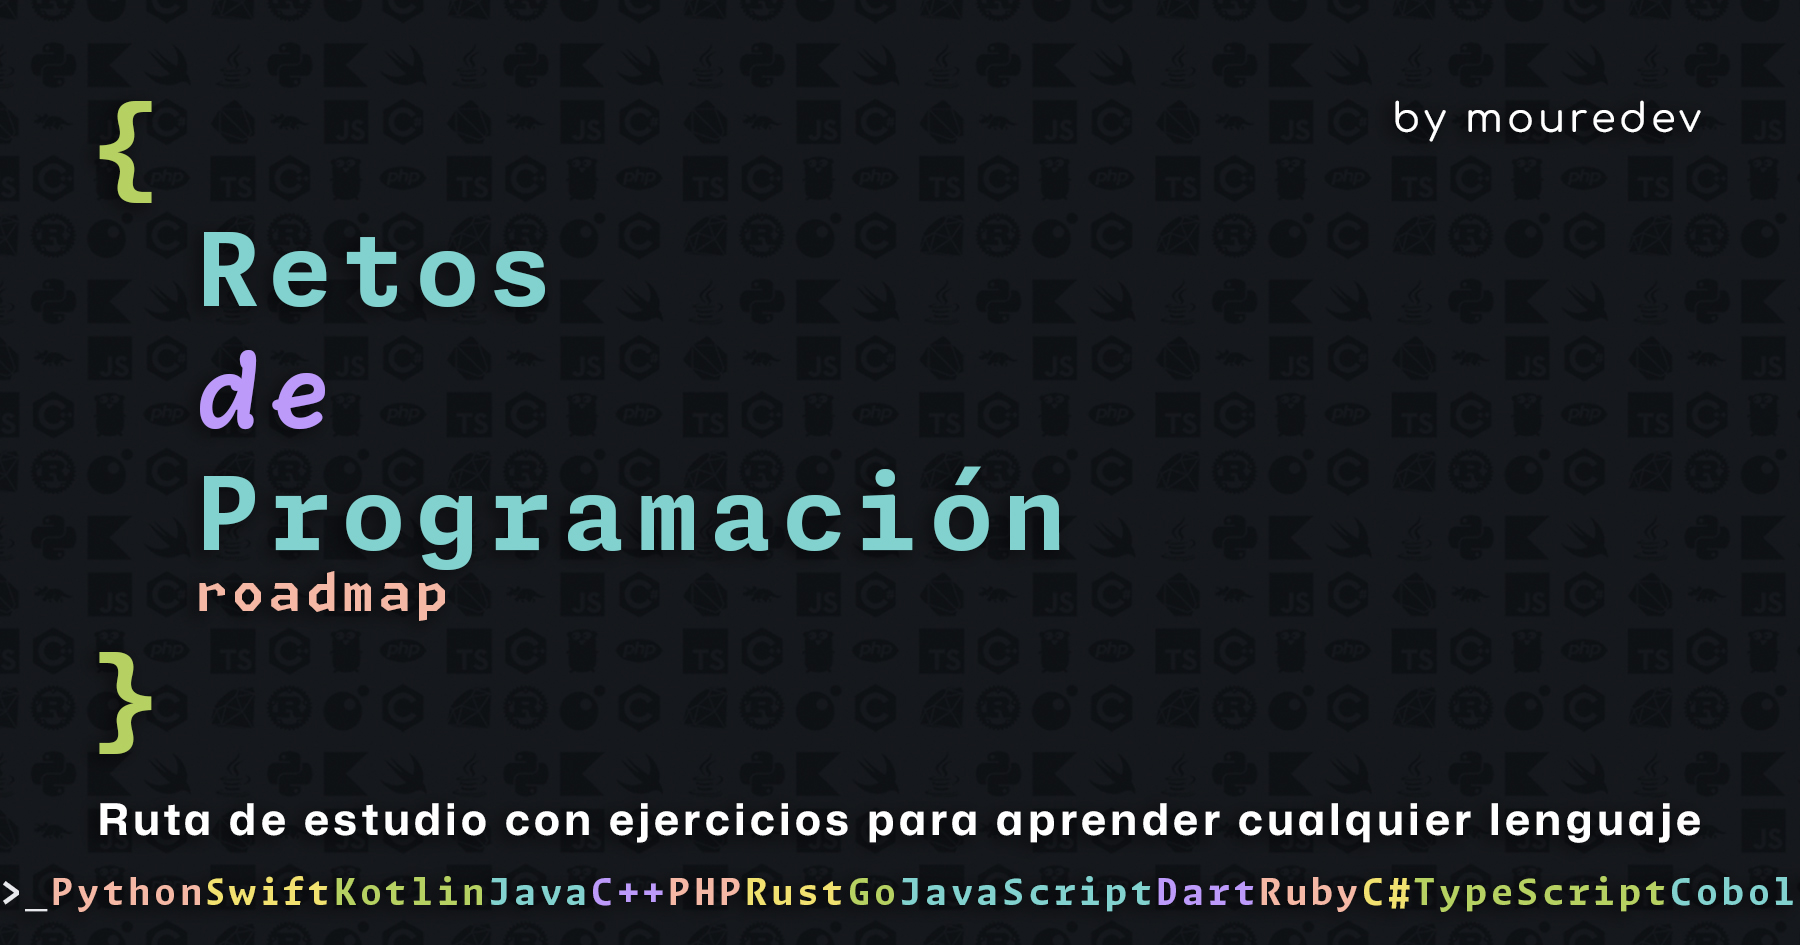 {
by mouredev
Retos
de
Programación
roadmap
}
Ruta de estudio con ejercicios para aprender cualquier lenguaje
>_PythonSwiftKotlinJavaC++PHPRustGoJavaScriptDartRubyC#TypeScriptCobol